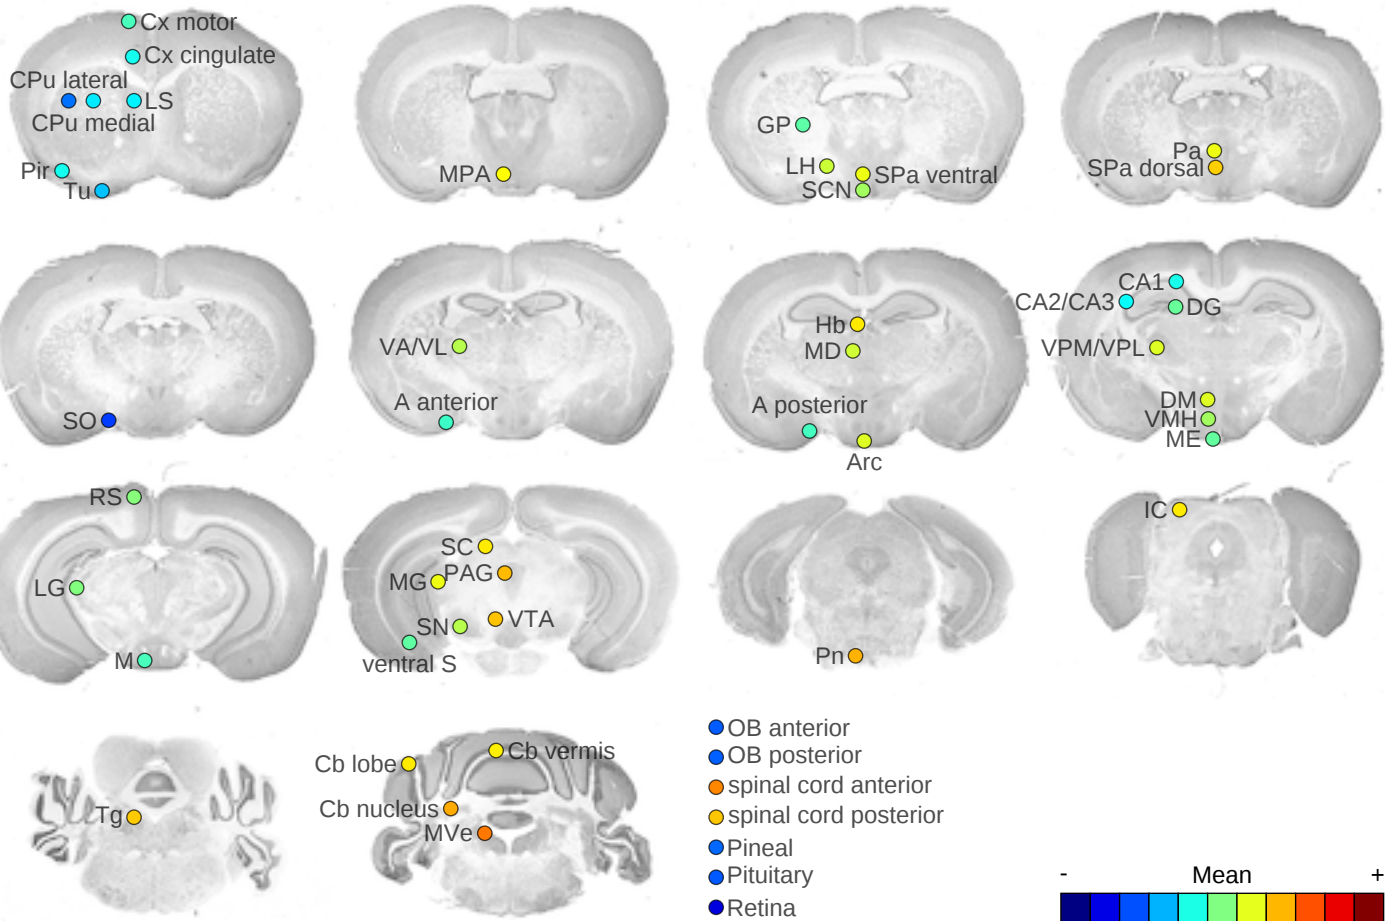 Cx motor
Cx cingulate
CPu lateral
LS
CPu medial
Pir
Tu
MPA
GP
LH
SPa ventral
SCN
Pa
SPa dorsal
SO
VA/VL
A anterior
Hb
MD
A posterior
Arc
CA1
CA2/CA3
DG
VPM/VPL
DM
VMH
ME
RS
LG
M
SC
PAG
MG
VTA
SN
ventral S
Pn
IC
Tg
Cb lobe
Cb vermis
Cb nucleus
MVe
OB anterior
OB posterior
spinal cord anterior
spinal cord posterior
Pineal
Pituitary
Retina
- Mean +